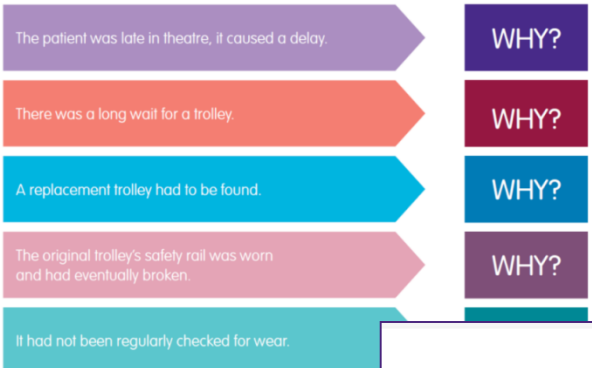 The patient was late in theatre, it caused a delay.
WHY?
There was a long wait for a trolley.
WHY?
A replacement trolley had to be found.
WHY?
The original trolley's safety rail was worn
and had eventually broken.
WHY?
It had not been regularly checked for wear.